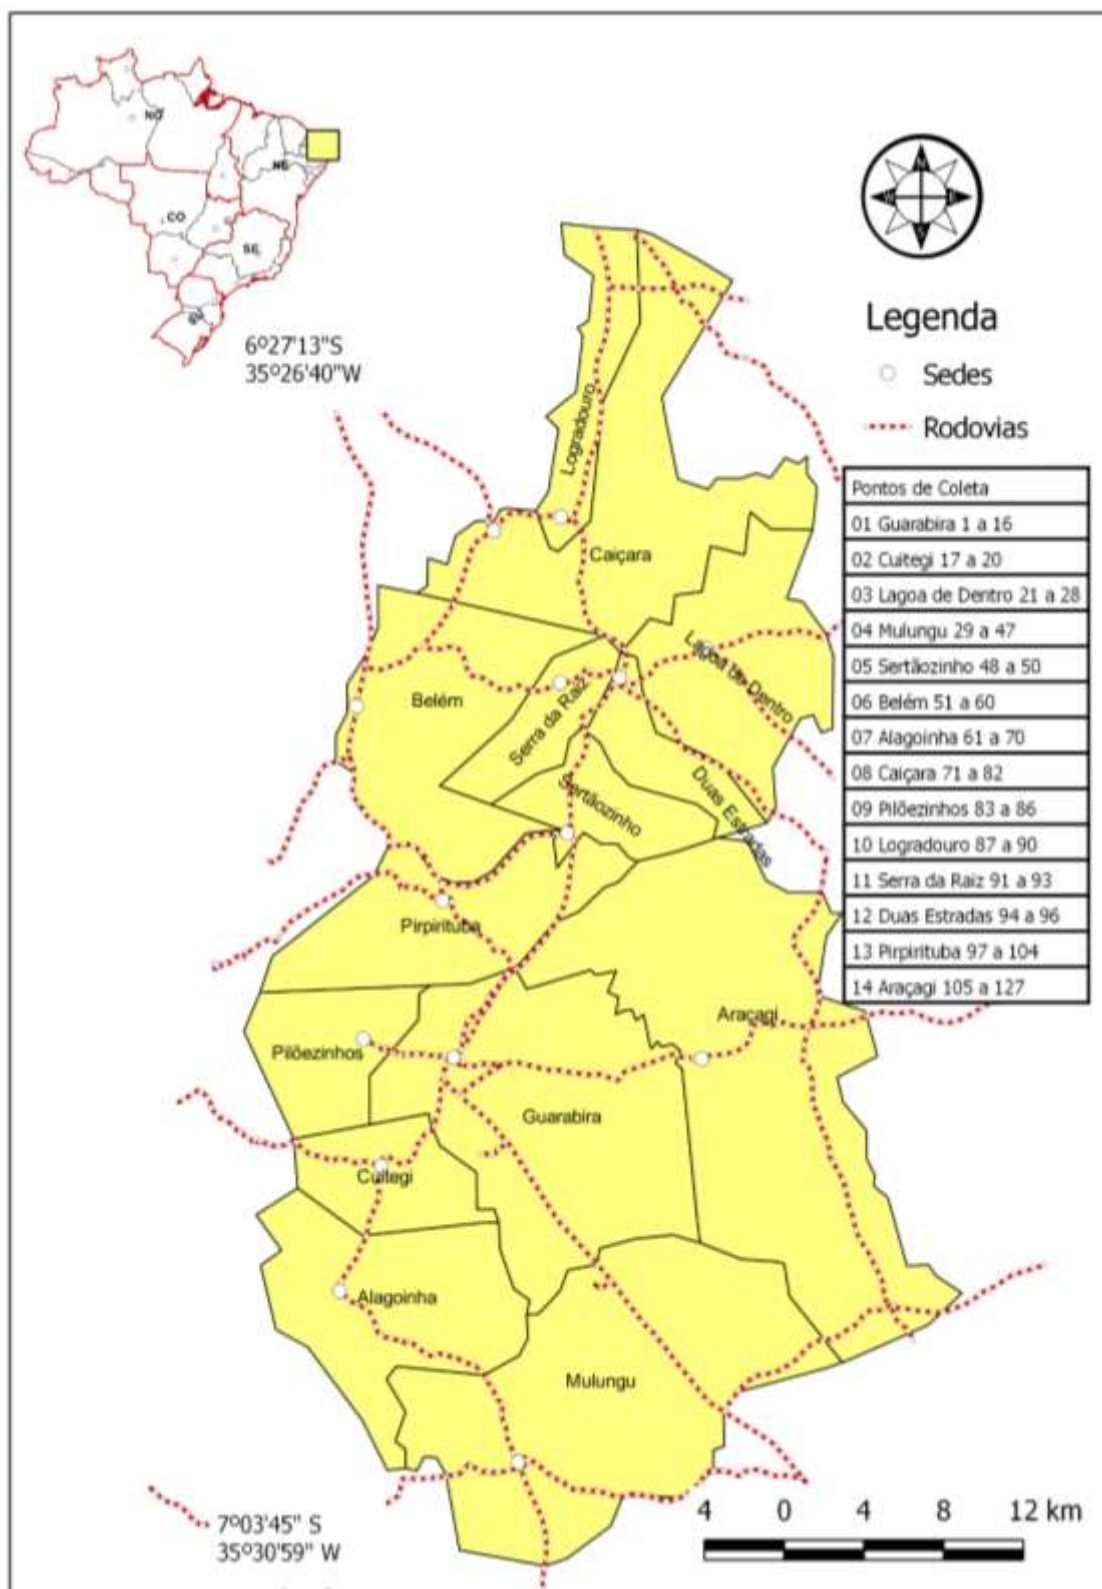 NO
NE
CO
SE
SU
6º27'13"S
35º26'40"W
N
W
E
S
Legenda
Sedes
Rodovias
Pontos de Coleta
01 Guarabira 1 a 16
02 Cuitegi 17 a 20
03 Lagoa de Dentro 21 a 28
04 Mulungu 29 a 47
05 Sertãozinho 48 a 50
06 Belém 51 a 60
07 Alagoinha 61 a 70
08 Caiçara 71 a 82
09 Pilõezinhos 83 a 86
10 Logradouro 87 a 90
11 Serra da Raiz 91 a 93
12 Duas Estradas 94 a 96
13 Pirpirituba 97 a 104
14 Araçagi 105 a 127
Logradouro
Caiçara
Lagoa de Dentro
Belém
Serra da Raiz
Sertãozinho
Duas Estradas
Pirpirituba
Araçagi
Pilõezinhos
Guarabira
Cuitegi
Alagoinha
Mulungu
7º03'45" S
35º30'59" W
4 0 4 8 12 km